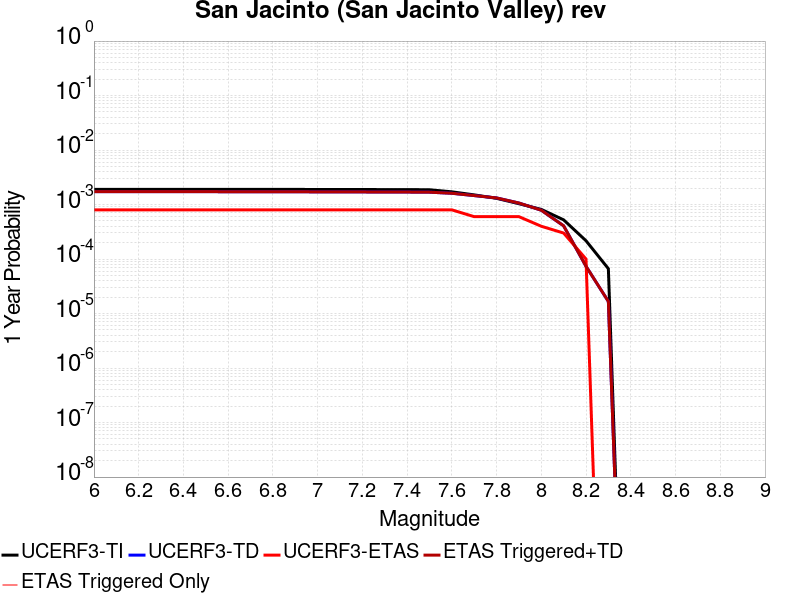 San Jacinto (San Jacinto Valley) rev
10^0
10^-1
10^-2
10^-3
10^-4
10^-5
10^-6
10^-7
10^-8
1 Year Probability
6 6.2 6.4 6.6 6.8 7 7.2 7.4 7.6 7.8 8 8.2 8.4 8.6 8.8 9
Magnitude
UCERF3-TI UCERF3-TD UCERF3-ETAS ETAS Triggered+TD
ETAS Triggered Only